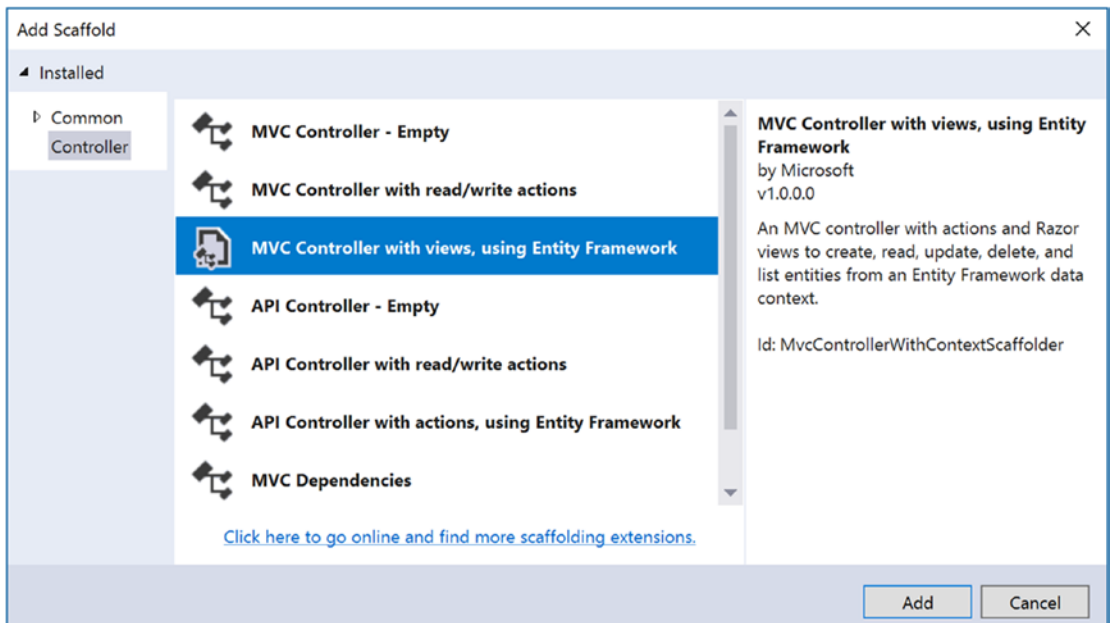 Add Scaffold
Installed
Common
Controller
MVC Controller - Empty
MVC Controller with read/write actions
MVC Controller with views, using Entity Framework
API Controller - Empty
API Controller with read/write actions
API Controller with actions, using Entity Framework
MVC Dependencies
Click here to go online and find more scaffolding extensions.
MVC Controller with views, using Entity
Framework
by Microsoft
v1.0.0.0
An MVC controller with actions and Razor
views to create, read, update, delete, and
list entities from an Entity Framework data
context.
Id: MvcControllerWithContextScaffolder
Add
Cancel